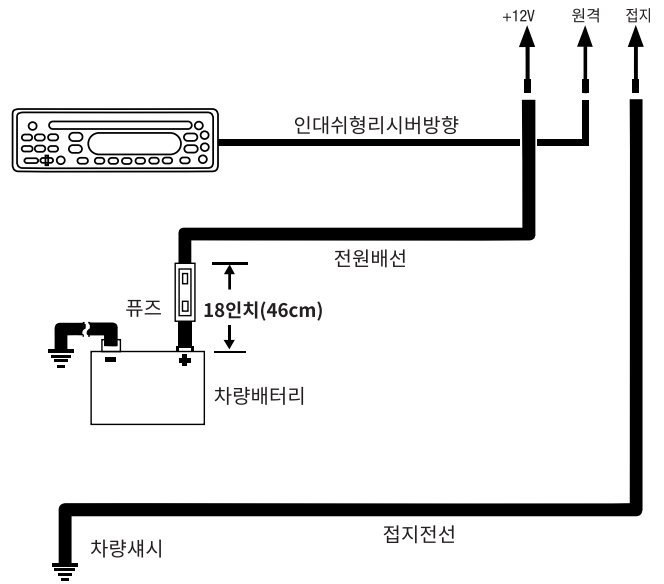 +12V 원격 접지
인대쉬형리시버방향
전원배선
퓨즈
18인치(46cm)
차량배터리
접지전선
차량섀시